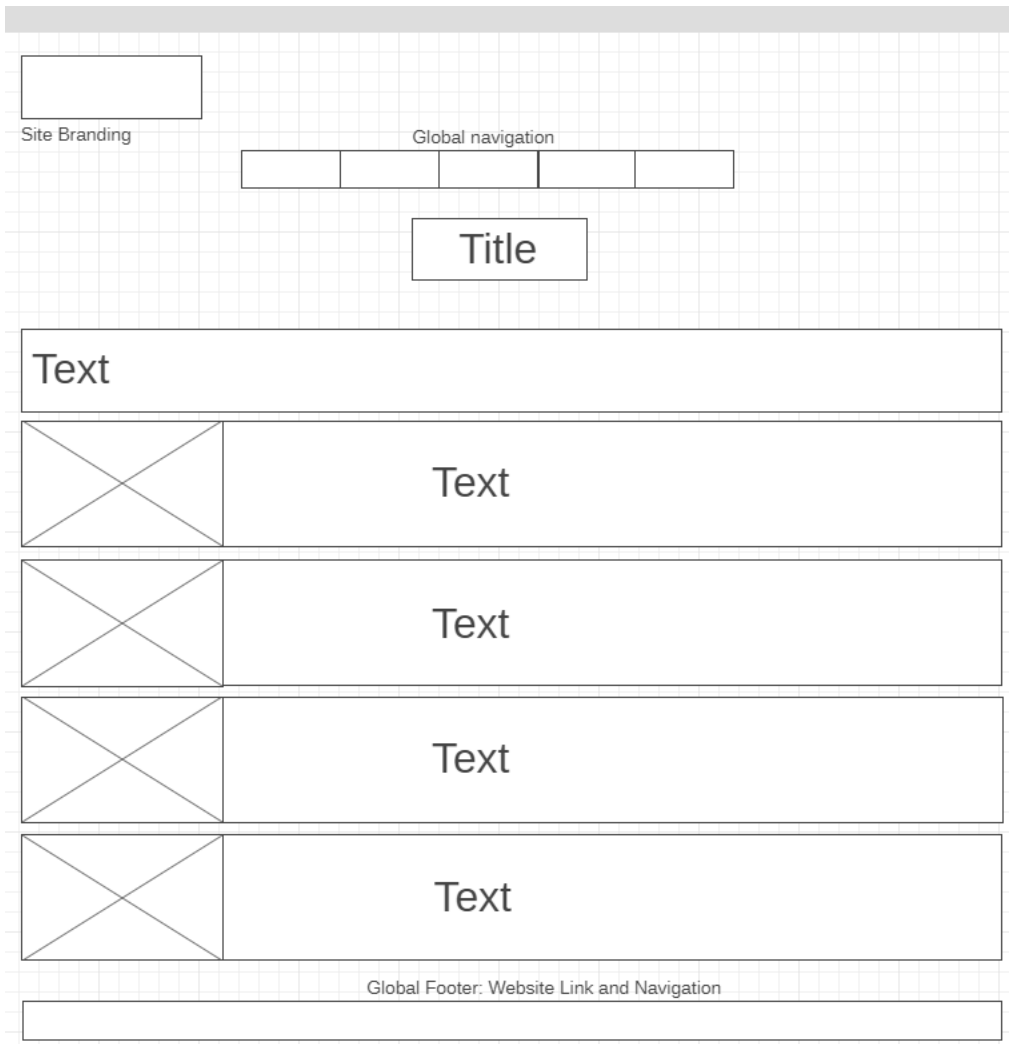 Site Branding
Global navigation
Title
Text
Text
Text
Text
Text
Global Footer: Website Link and Navigation